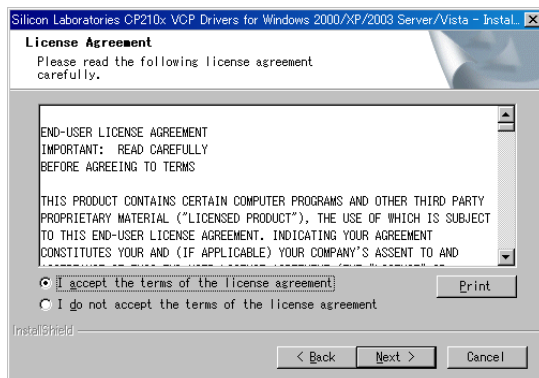 Silicon Laboratories CP210x VCP Drivers for Windows 2000/XP/2003 Server/Vista - Instal...
License Agreement
Please read the following license agreement
carefully.
END-USER LICENSE AGREEMENT
IMPORTANT: READ CAREFULLY
BEFORE AGREEING TO TERMS
THIS PRODUCT CONTAINS CERTAIN COMPUTER PROGRAMS AND OTHER THIRD PARTY
PROPRIETARY MATERIAL ("LICENSED PRODUCT"), THE USE OF WHICH IS SUBJECT
TO THIS END-USER LICENSE AGREEMENT. INDICATING YOUR AGREEMENT
CONSTITUTES YOUR AND (IF APPLICABLE) YOUR COMPANY'S ASSENT TO AND
I accept the terms of the license agreement
Print
I do not accept the terms of the license agreement
InstallShield
< Back
Next >
Cancel